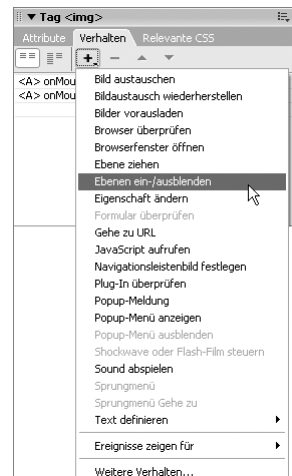 ▼ Tag <img>
Attribute Verhalten Relevante CSS
<A> onMou
<A> onMou
Bild austauschen
Bildaustausch wiederherstellen
Bilder vorausladen
Browser überprüfen
Browserfenster öffnen
Ebene ziehen
Ebenen ein-/ausblenden
Eigenschaft ändern
Formular überprüfen
Gehe zu URL
JavaScript aufrufen
Navigationsleistenbild festlegen
Plug-In überprüfen
Popup-Meldung
Popup-Menü anzeigen
Popup-Menü ausblenden
Shockwave oder Flash-Film steuern
Sound abspielen
Sprungmenü
Sprungmenü Gehe zu
Text definieren
Ereignisse zeigen für
Weitere Verhalten...